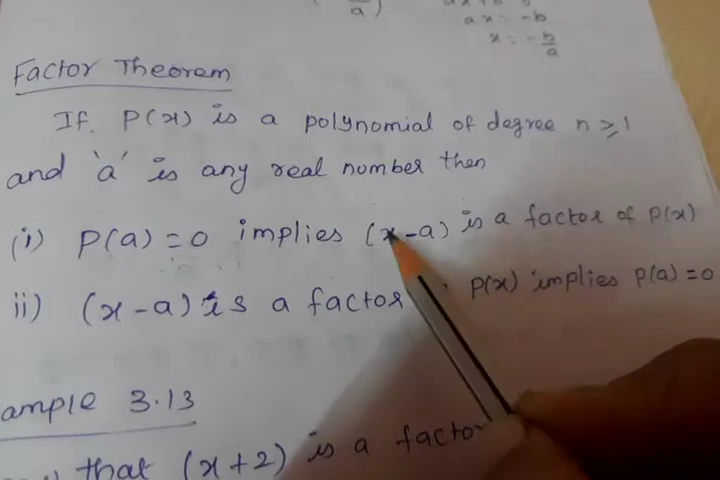 ax = -b
x = -b/a
Factor Theorem
If P(x) is a polynomial of degree n ≥ 1
and 'a' is any real number then
(i) P(a) = 0 implies (x-a) is a factor of P(x)
ii) (x-a) is a factor P(x) implies P(a) = 0
ample 3.13
that (x+2) is a facto